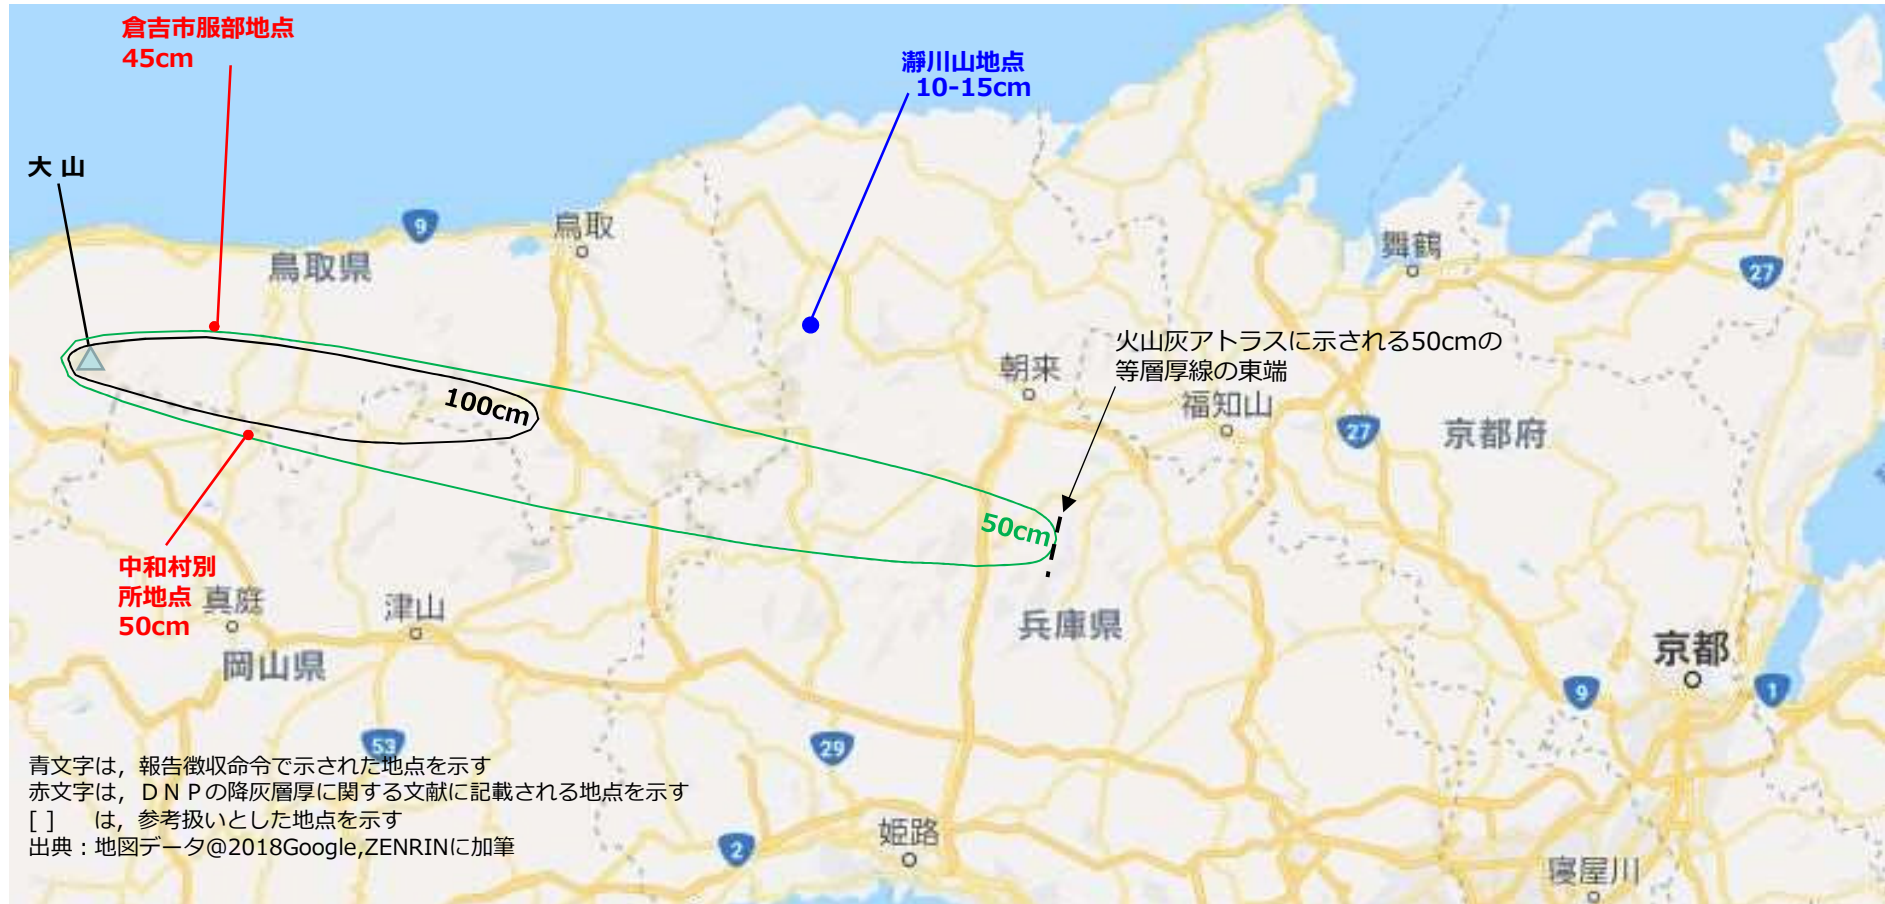 倉吉市服部地点
45cm
瀞川山地点
10-15cm
大 山
9
鳥取
鳥取県
舞鶴
27
火山灰アトラスに示される50cmの
等層厚線の東端
朝来
福知山
100cm
27
京都府
50cm
中和村別
所地点
50cm
真庭
津山
兵庫県
岡山県
京都
9
1
53
29
青文字は，報告徴収命令で示された地点を示す
赤文字は，ＤＮＰの降灰層厚に関する文献に記載される地点を示す
[ ]　は，参考扱いとした地点を示す
出典：地図データ@2018Google,ZENRINに加筆
2
姫路
寝屋川